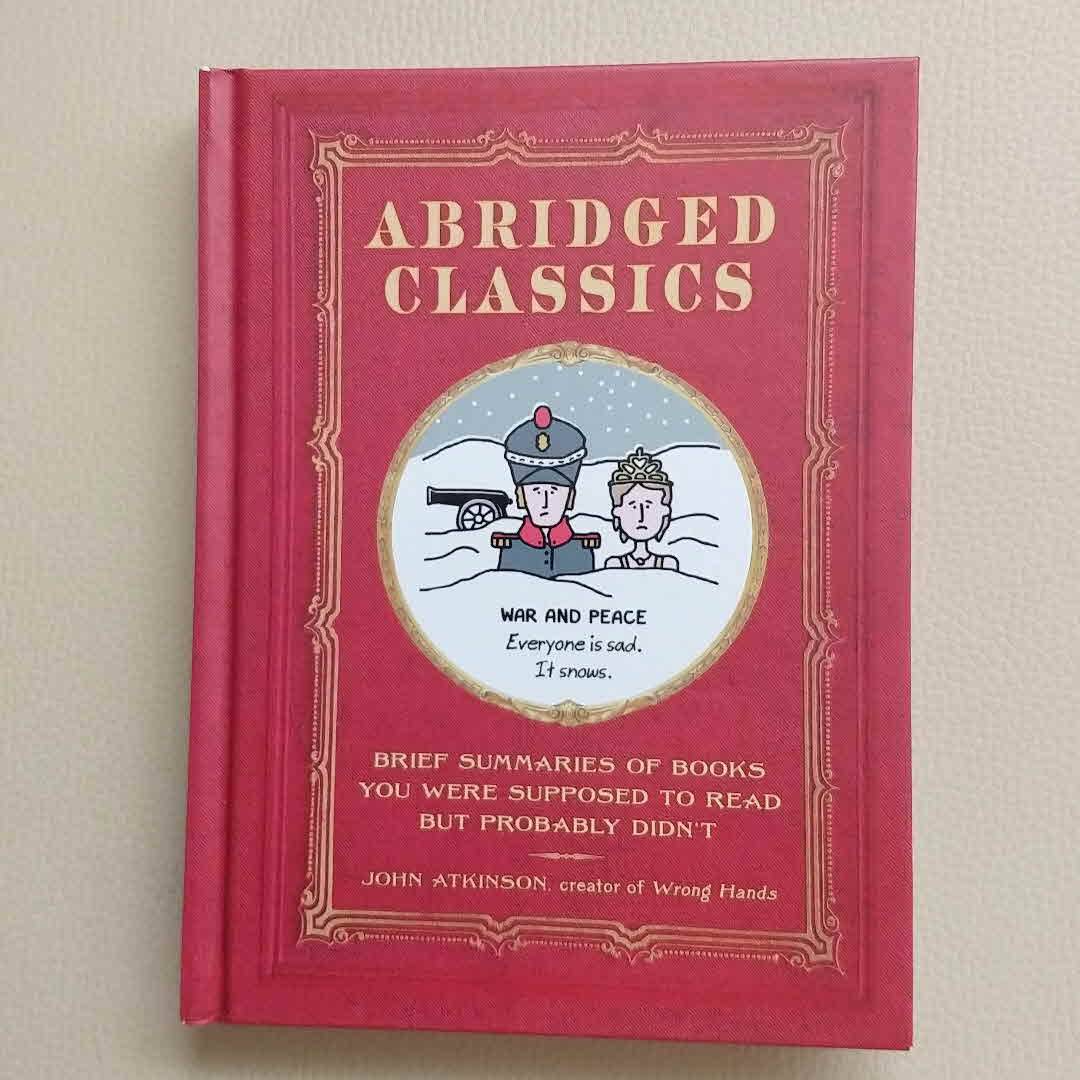 ABRIDGED
CLASSICS
WAR AND PEACE
Everyone is sad.
It snows.
BRIEF SUMMARIES OF BOOKS
YOU WERE SUPPOSED TO READ
BUT PROBABLY DIDN'T
JOHN ATKINSON, creator of Wrong Hands